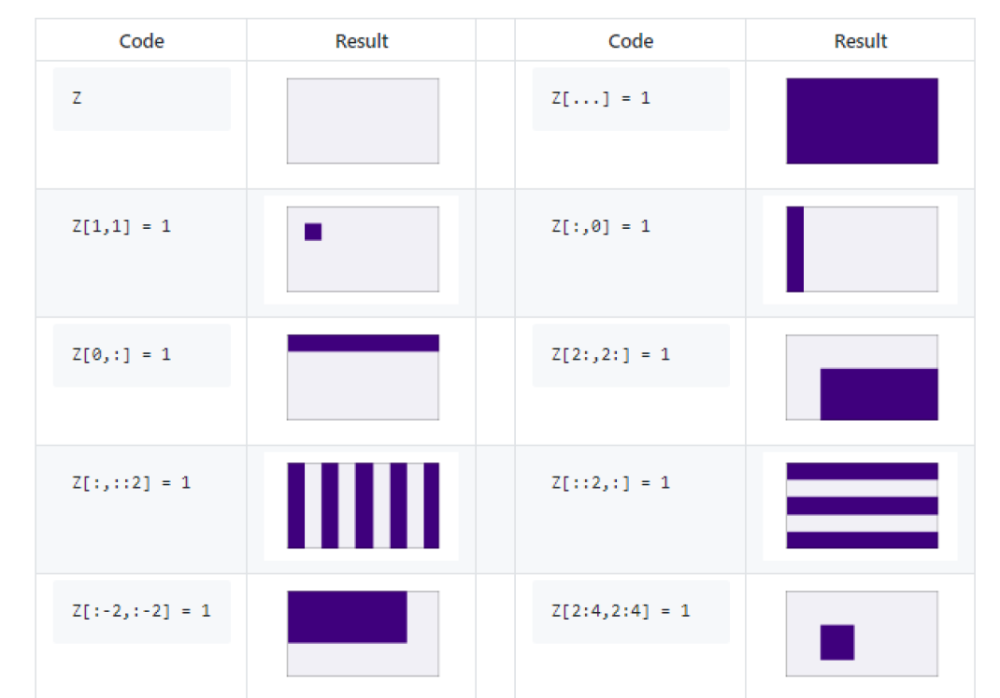 Code Result Code Result
Z Z[...] = 1
Z[1,1] = 1 Z[:,0] = 1
Z[0,:] = 1 Z[2:,2:] = 1
Z[:,::2] = 1 Z[::2,:] = 1
Z[:-2,:-2] = 1 Z[2:4,2:4] = 1